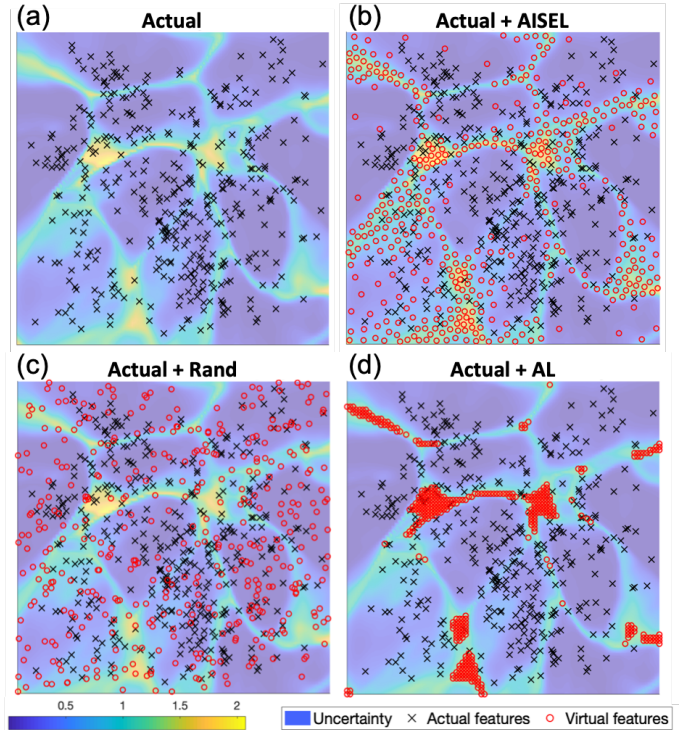 (a) Actual
(b) Actual + AISEL
(c) Actual + Rand
(d) Actual + AL
0.5 1 1.5 2
Uncertainty × Actual features o Virtual features